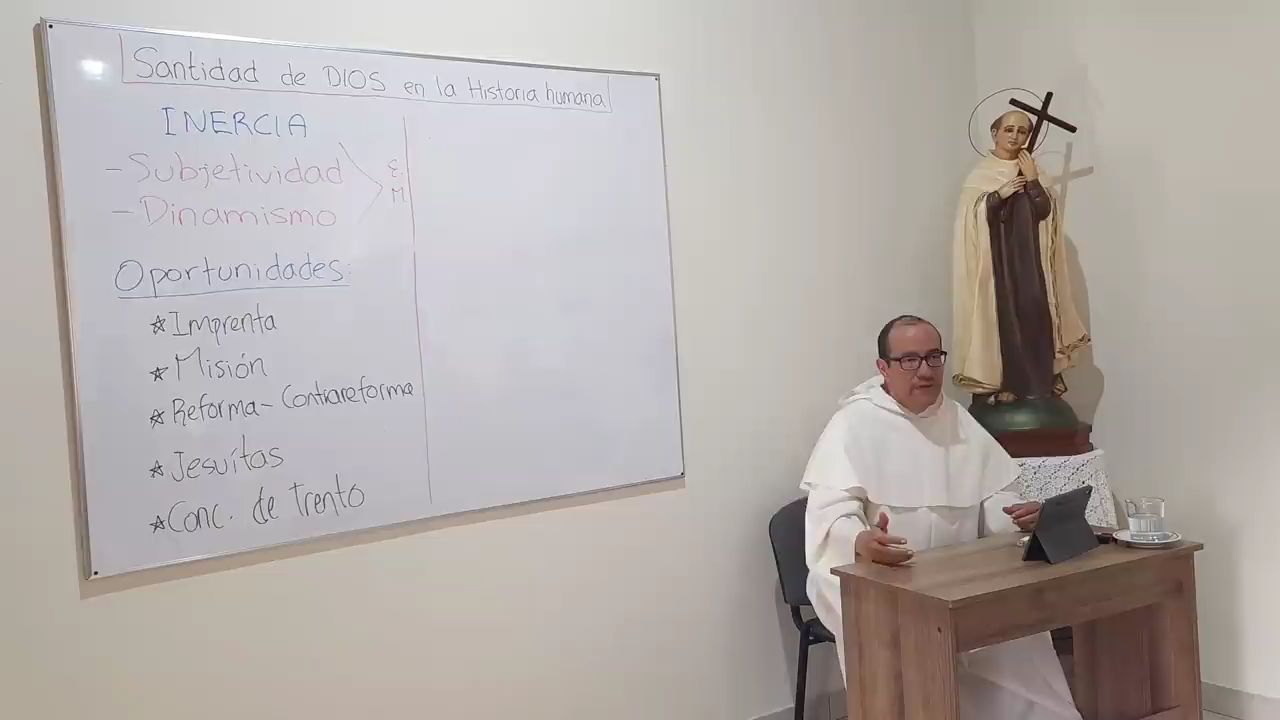 Santidad de DIOS en la Historia humana
INERCIA
- Subjetividad
- Dinamismo
E.
M
Oportunidades:
* Imprenta
* Misión
* Reforma - Contrareforma
* Jesuítas
* Conc. de Trento